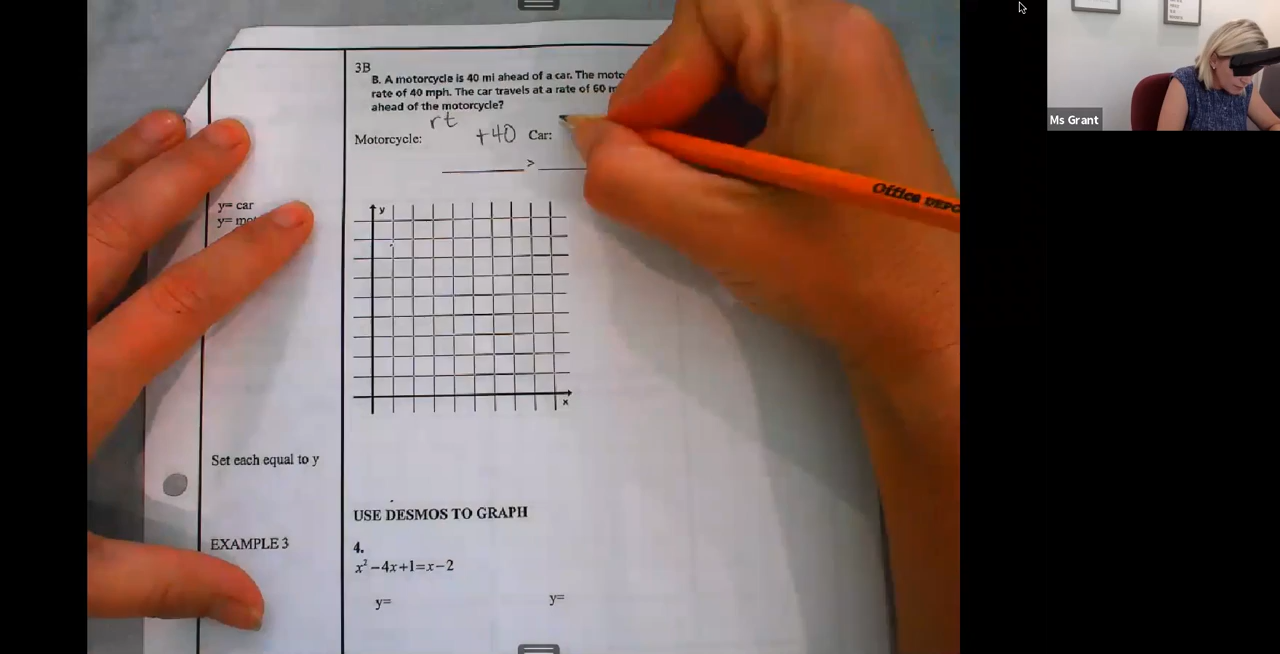 3B
B. A motorcycle is 40 mi ahead of a car. The
rate of 40 mph. The car travels at a rate of 60
ahead of the motorcycle?
rt
Motorcycle: +40 Car:
>
y
y= car
y=
x
Set each equal to y
USE DESMOS TO GRAPH
EXAMPLE 3
4.
x² −4x+1=x−2
y= y=
Office DEPO
Ms Grant